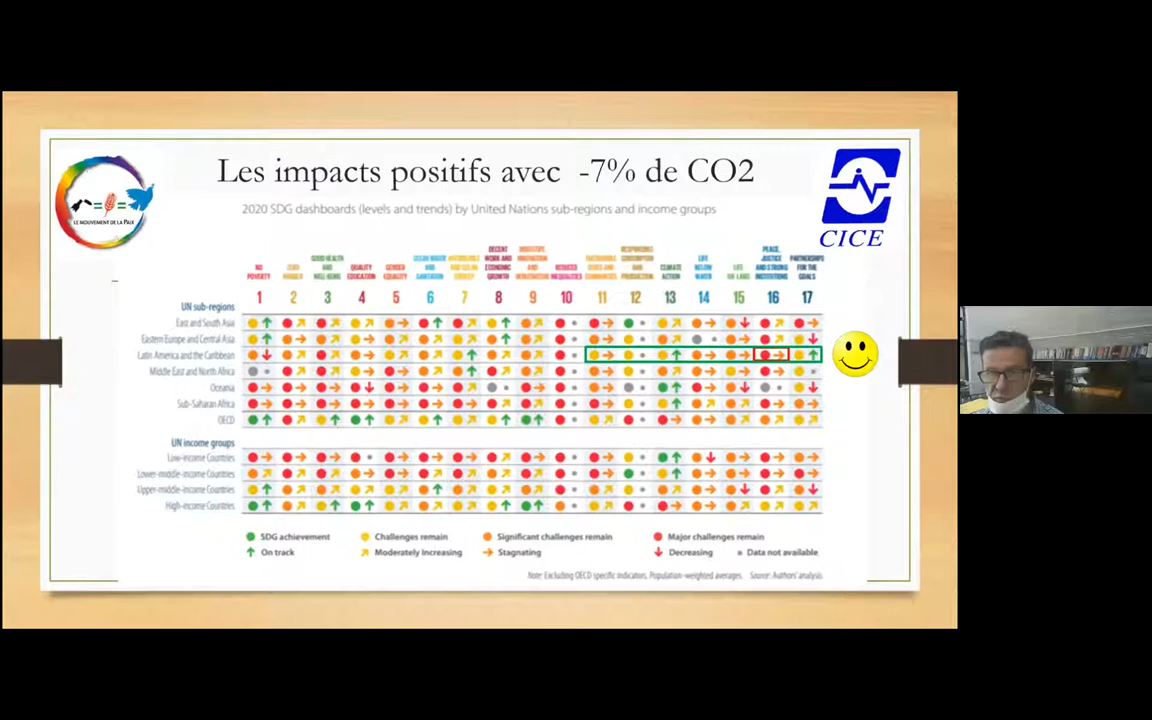 Les impacts positifs avec -7% de CO2
LE MOUVEMENT DE LA PAIX
CICE
2020 SDG dashboards (levels and trends) by United Nations sub-regions and income groups
NO POVERTY
ZERO HUNGER
GOOD HEALTH AND WELL-BEING
QUALITY EDUCATION
GENDER EQUALITY
CLEAN WATER AND SANITATION
AFFORDABLE AND CLEAN ENERGY
DECENT WORK AND ECONOMIC GROWTH
INDUSTRY, INNOVATION AND INFRASTRUCTURE
REDUCED INEQUALITIES
SUSTAINABLE CITIES AND COMMUNITIES
RESPONSIBLE CONSUMPTION AND PRODUCTION
CLIMATE ACTION
LIFE BELOW WATER
LIFE ON LAND
PEACE, JUSTICE AND STRONG INSTITUTIONS
PARTNERSHIPS FOR THE GOALS
1 2 3 4 5 6 7 8 9 10 11 12 13 14 15 16 17
UN sub-regions
East and South Asia
Eastern Europe and Central Asia
Latin America and the Caribbean
Middle East and North Africa
Oceania
Sub-Saharan Africa
OECD
UN income groups
Low-income Countries
Lower-middle-income Countries
Upper-middle-income Countries
High-income Countries
SDG achievement Challenges remain Significant challenges remain Major challenges remain
On track Moderately Increasing Stagnating Decreasing Data not available
Note: Excluding OECD specific indicators. Population-weighted averages. Source: Authors' analysis